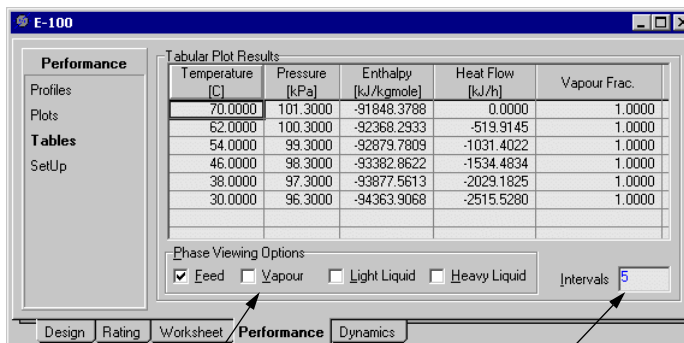 E-100
Performance
Profiles
Plots
Tables
SetUp
Tabular Plot Results
Temperature [C] Pressure [kPa] Enthalpy [kJ/kgmole] Heat Flow [kJ/h] Vapour Frac.
70.0000 101.3000 -91848.3788 0.0000 1.0000
62.0000 100.3000 -92368.2933 -519.9145 1.0000
54.0000 99.3000 -92879.7809 -1031.4022 1.0000
46.0000 98.3000 -93382.8622 -1534.4834 1.0000
38.0000 97.3000 -93877.5613 -2029.1825 1.0000
30.0000 96.3000 -94363.9068 -2515.5280 1.0000
Phase Viewing Options
Feed Vapour Light Liquid Heavy Liquid
Intervals 5
Design Rating Worksheet Performance Dynamics